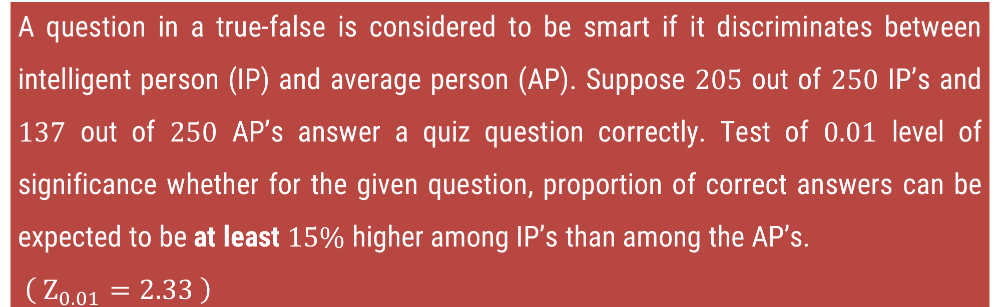 A question in a true-false is considered to be smart if it discriminates between
intelligent person (IP) and average person (AP). Suppose 205 out of 250 IP’s and
137 out of 250 AP’s answer a quiz question correctly. Test of 0.01 level of
significance whether for the given question, proportion of correct answers can be
expected to be at least 15% higher among IP’s than among the AP’s.
( Z₀.₀₁ = 2.33 )